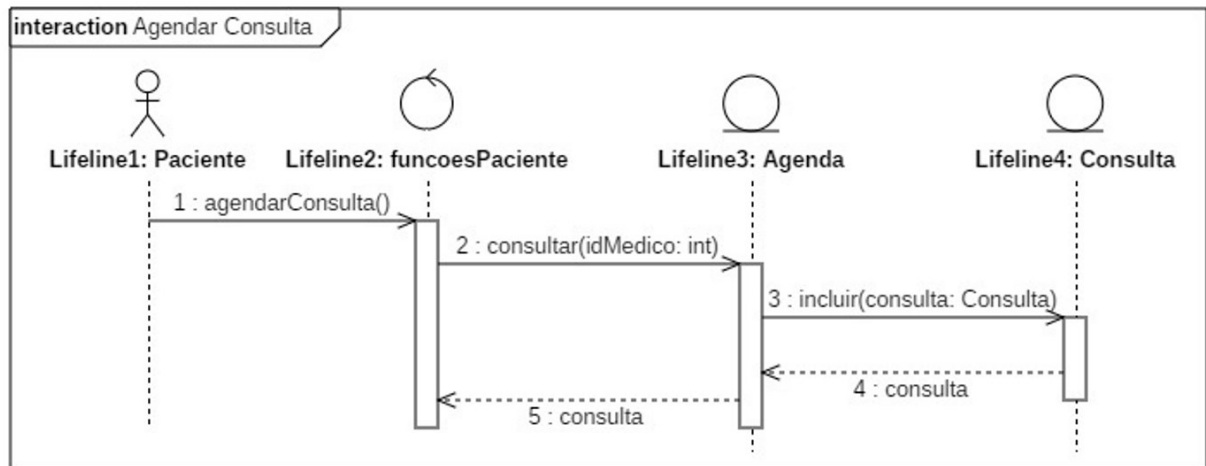 interaction Agendar Consulta
Lifeline1: Paciente
Lifeline2: funcoesPaciente
Lifeline3: Agenda
Lifeline4: Consulta
1 : agendarConsulta()
2 : consultar(idMedico: int)
3 : incluir(consulta: Consulta)
4 : consulta
5 : consulta